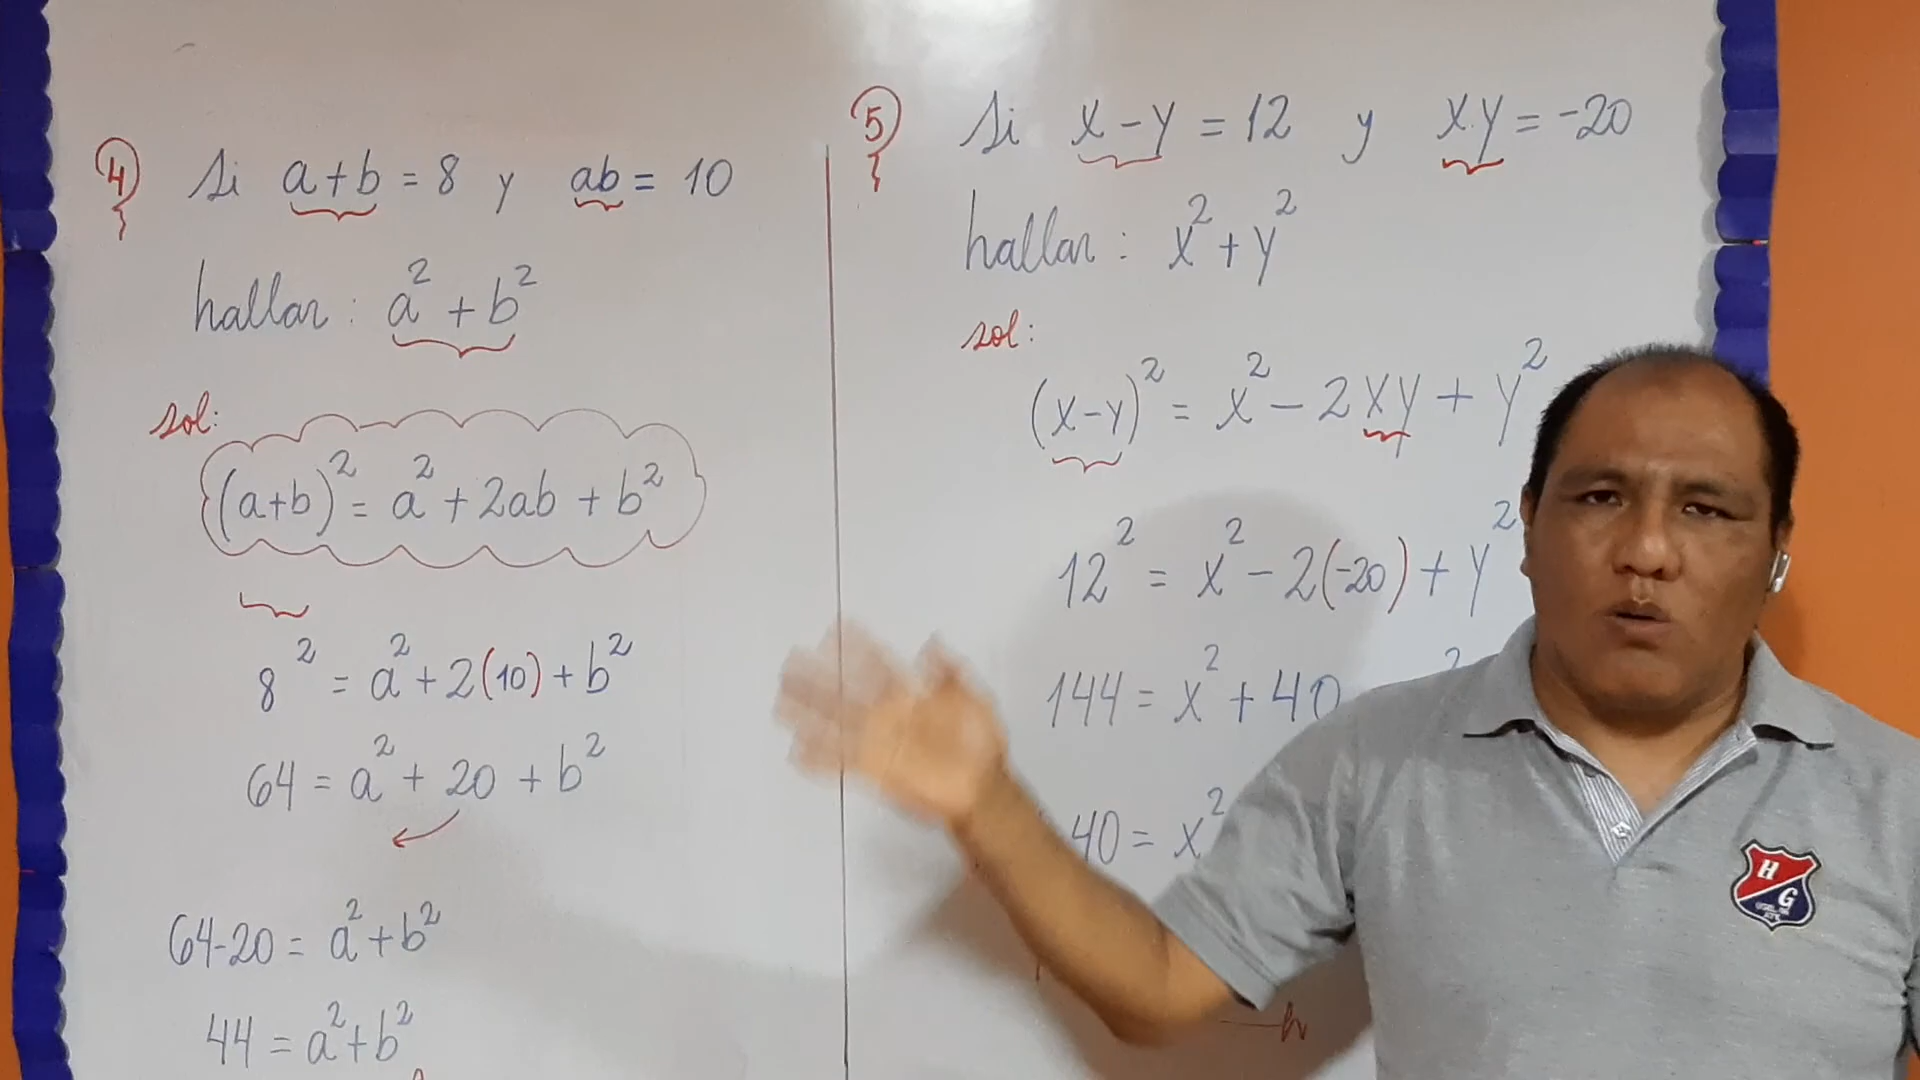 4 Si a+b = 8 y ab = 10
hallar : a² + b²
sol:
(a+b)² = a² + 2ab + b²
8² = a² + 2(10) + b²
64 = a² + 20 + b²
64-20 = a² + b²
44 = a² + b²
5 Si x - y = 12 y x.y = -20
hallar : x² + y²
sol:
(x-y)² = x² - 2xy + y²
12² = x² - 2(-20) + y²
144 = x² + 40
40 = x²
H
G